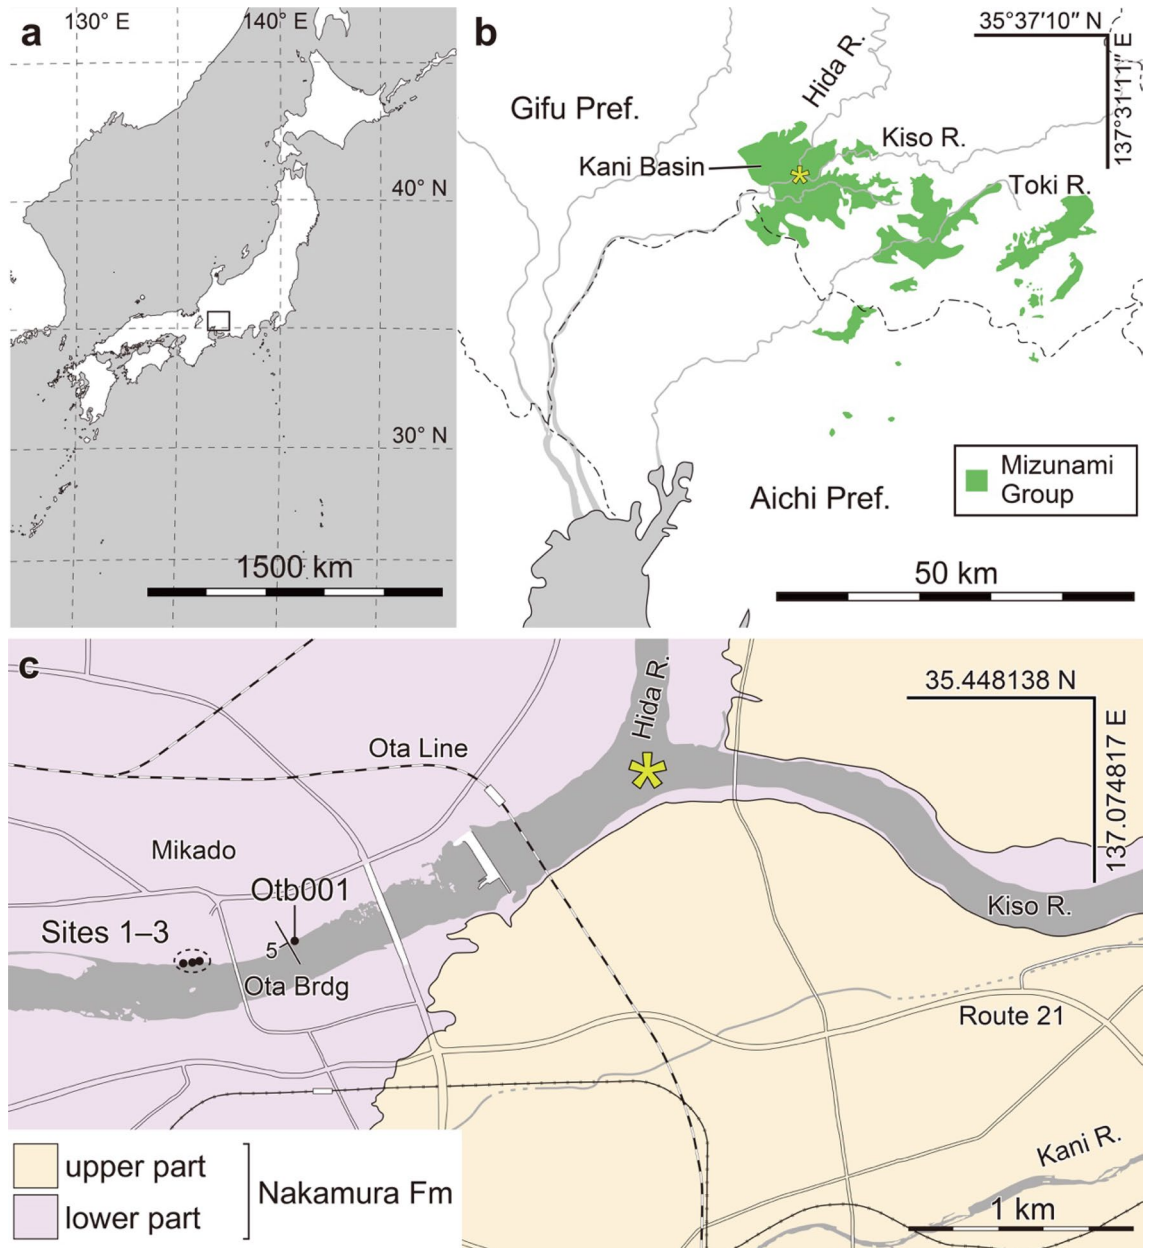 a
130° E
140° E
40° N
30° N
1500 km
b
35°37′10″ N
137°31′11″ E
Hida R.
Gifu Pref.
Kiso R.
Kani Basin
Toki R.
Mizunami
Group
Aichi Pref.
50 km
c
Hida R.
35.448138 N
137.074817 E
Ota Line
Mikado
Otb001
Sites 1–3
5
Ota Brdg
Kiso R.
Route 21
Kani R.
upper part
lower part
Nakamura Fm
1 km